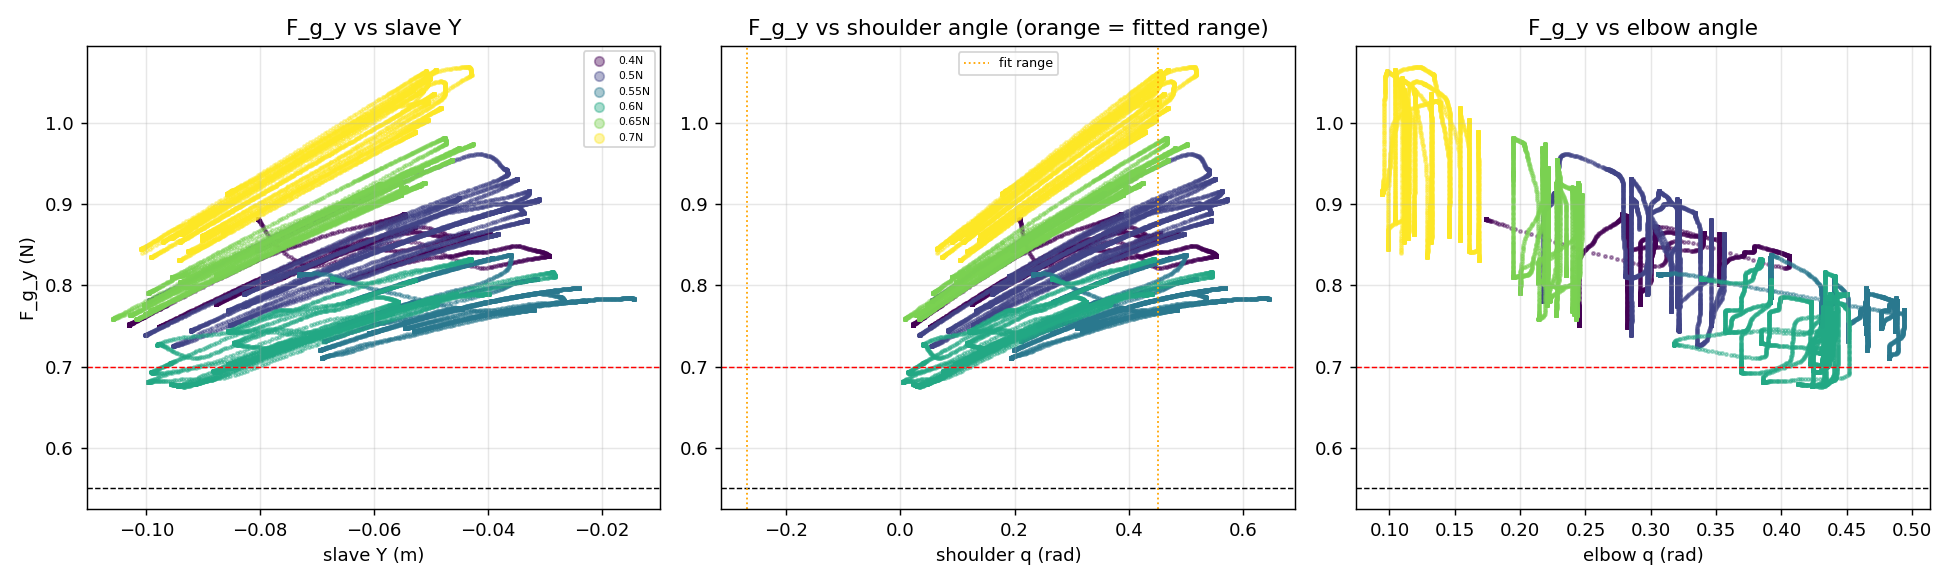 F_g_y vs slave Y
F_g_y (N)
1.0
0.9
0.8
0.7
0.6
−0.10
−0.08
−0.06
−0.04
−0.02
slave Y (m)
0.4N
0.5N
0.55N
0.6N
0.65N
0.7N
F_g_y vs shoulder angle (orange = fitted range)
fit range
1.0
0.9
0.8
0.7
0.6
−0.2
0.0
0.2
0.4
0.6
shoulder q (rad)
F_g_y vs elbow angle
1.0
0.9
0.8
0.7
0.6
0.10
0.15
0.20
0.25
0.30
0.35
0.40
0.45
0.50
elbow q (rad)